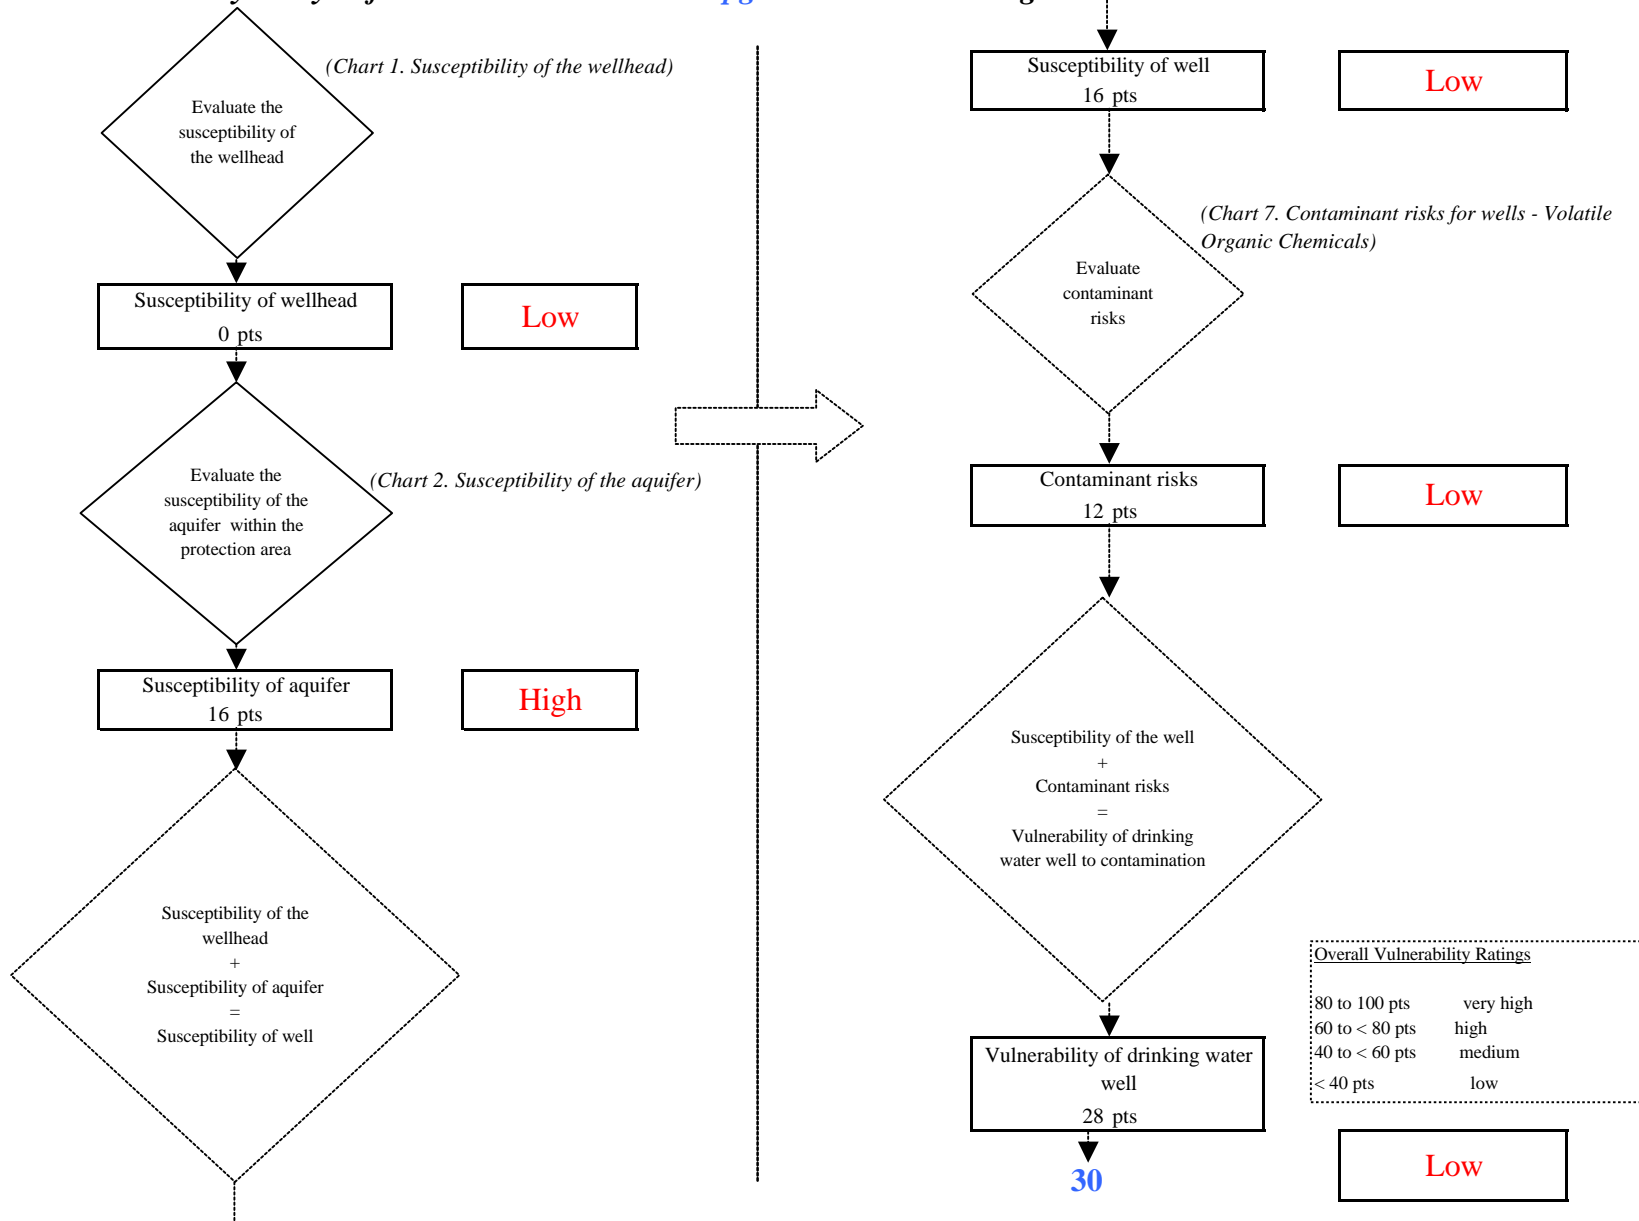 (Chart 1. Susceptibility of the wellhead)
Evaluate the
susceptibility of
the wellhead
Susceptibility of wellhead
0 pts
Low
Evaluate the
susceptibility of the
aquifer within the
protection area
(Chart 2. Susceptibility of the aquifer)
Susceptibility of aquifer
16 pts
High
Susceptibility of the
wellhead
+
Susceptibility of aquifer
=
Susceptibility of well
Susceptibility of well
16 pts
Low
(Chart 7. Contaminant risks for wells - Volatile
Organic Chemicals)
Evaluate
contaminant
risks
Contaminant risks
12 pts
Low
Susceptibility of the well
+
Contaminant risks
=
Vulnerability of drinking
water well to contamination
Overall Vulnerability Ratings
80 to 100 pts very high
60 to < 80 pts high
40 to < 60 pts medium
< 40 pts low
Vulnerability of drinking water
well
28 pts
30
Low